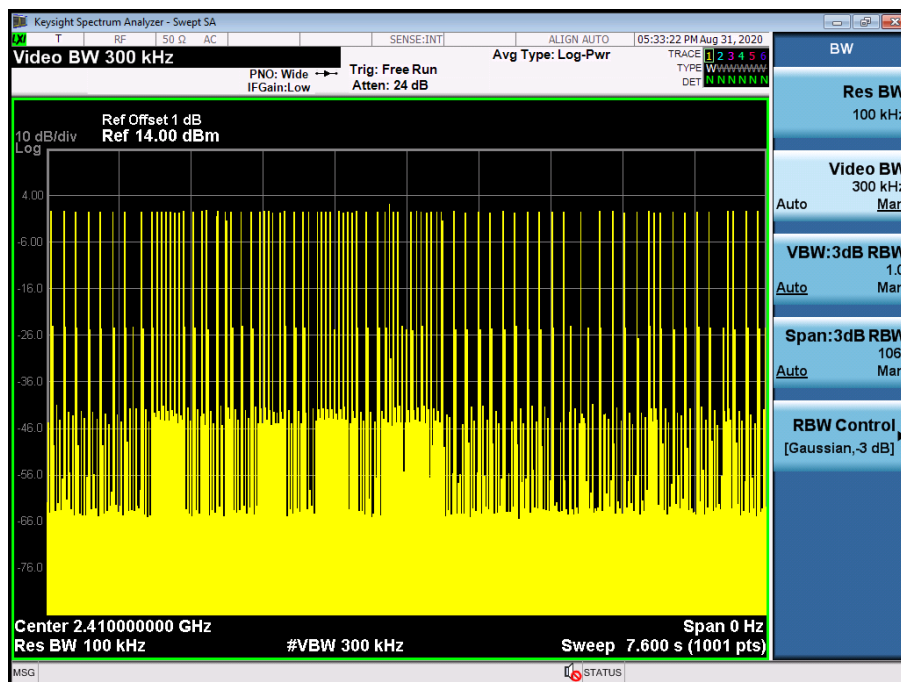 Keysight Spectrum Analyzer - Swept SA
LXI T RF 50 Ω AC SENSE:INT ALIGN AUTO 05:33:22 PM Aug 31, 2020
Video BW 300 kHz
PNO: Wide
IFGain:Low
Trig: Free Run
Atten: 24 dB
Avg Type: Log-Pwr
TRACE 1 2 3 4 5 6
TYPE WWWWWW
DET N N N N N N
10 dB/div
Log
Ref Offset 1 dB
Ref 14.00 dBm
4.00
-6.00
-16.0
-26.0
-36.0
-46.0
-56.0
-66.0
-76.0
Center 2.410000000 GHz Span 0 Hz
Res BW 100 kHz #VBW 300 kHz Sweep 7.600 s (1001 pts)
MSG STATUS
BW
Res BW
100 kHz
Video BW
300 kHz
Auto Man
VBW:3dB RBW
1.0
Auto Man
Span:3dB RBW
106
Auto Man
RBW Control
[Gaussian,-3 dB]